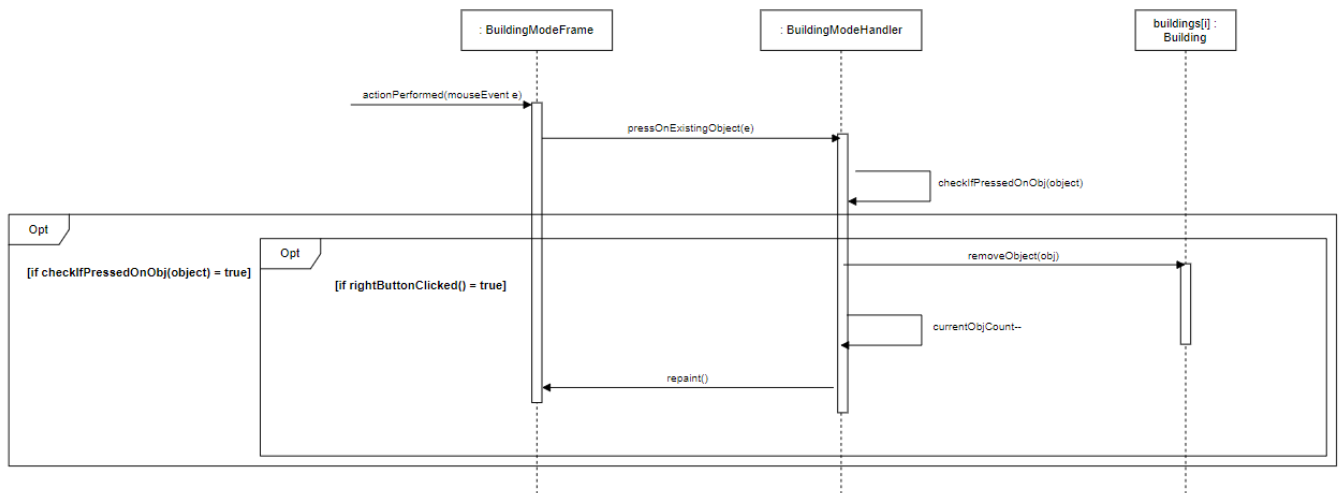 : BuildingModeFrame
: BuildingModeHandler
buildings[i] :
Building
actionPerformed(mouseEvent e)
pressOnExistingObject(e)
checkIfPressedOnObj(object)
Opt
Opt
[if checkIfPressedOnObj(object) = true]
[if rightButtonClicked() = true]
removeObject(obj)
currentObjCount--
repaint()